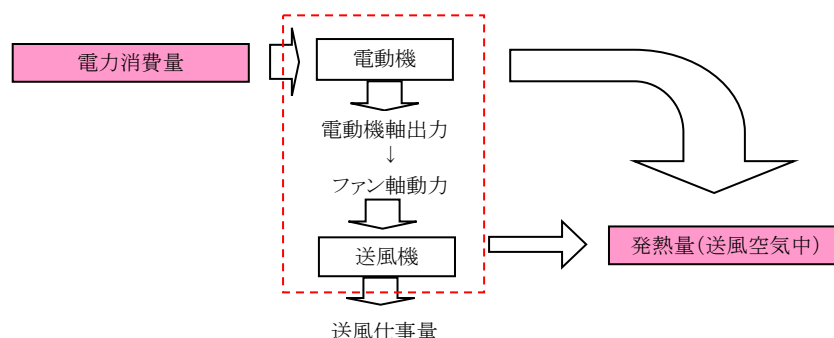 電力消費量
電動機
電動機軸出力
↓
ファン軸動力
送風機
発熱量(送風空気中)
送風仕事量